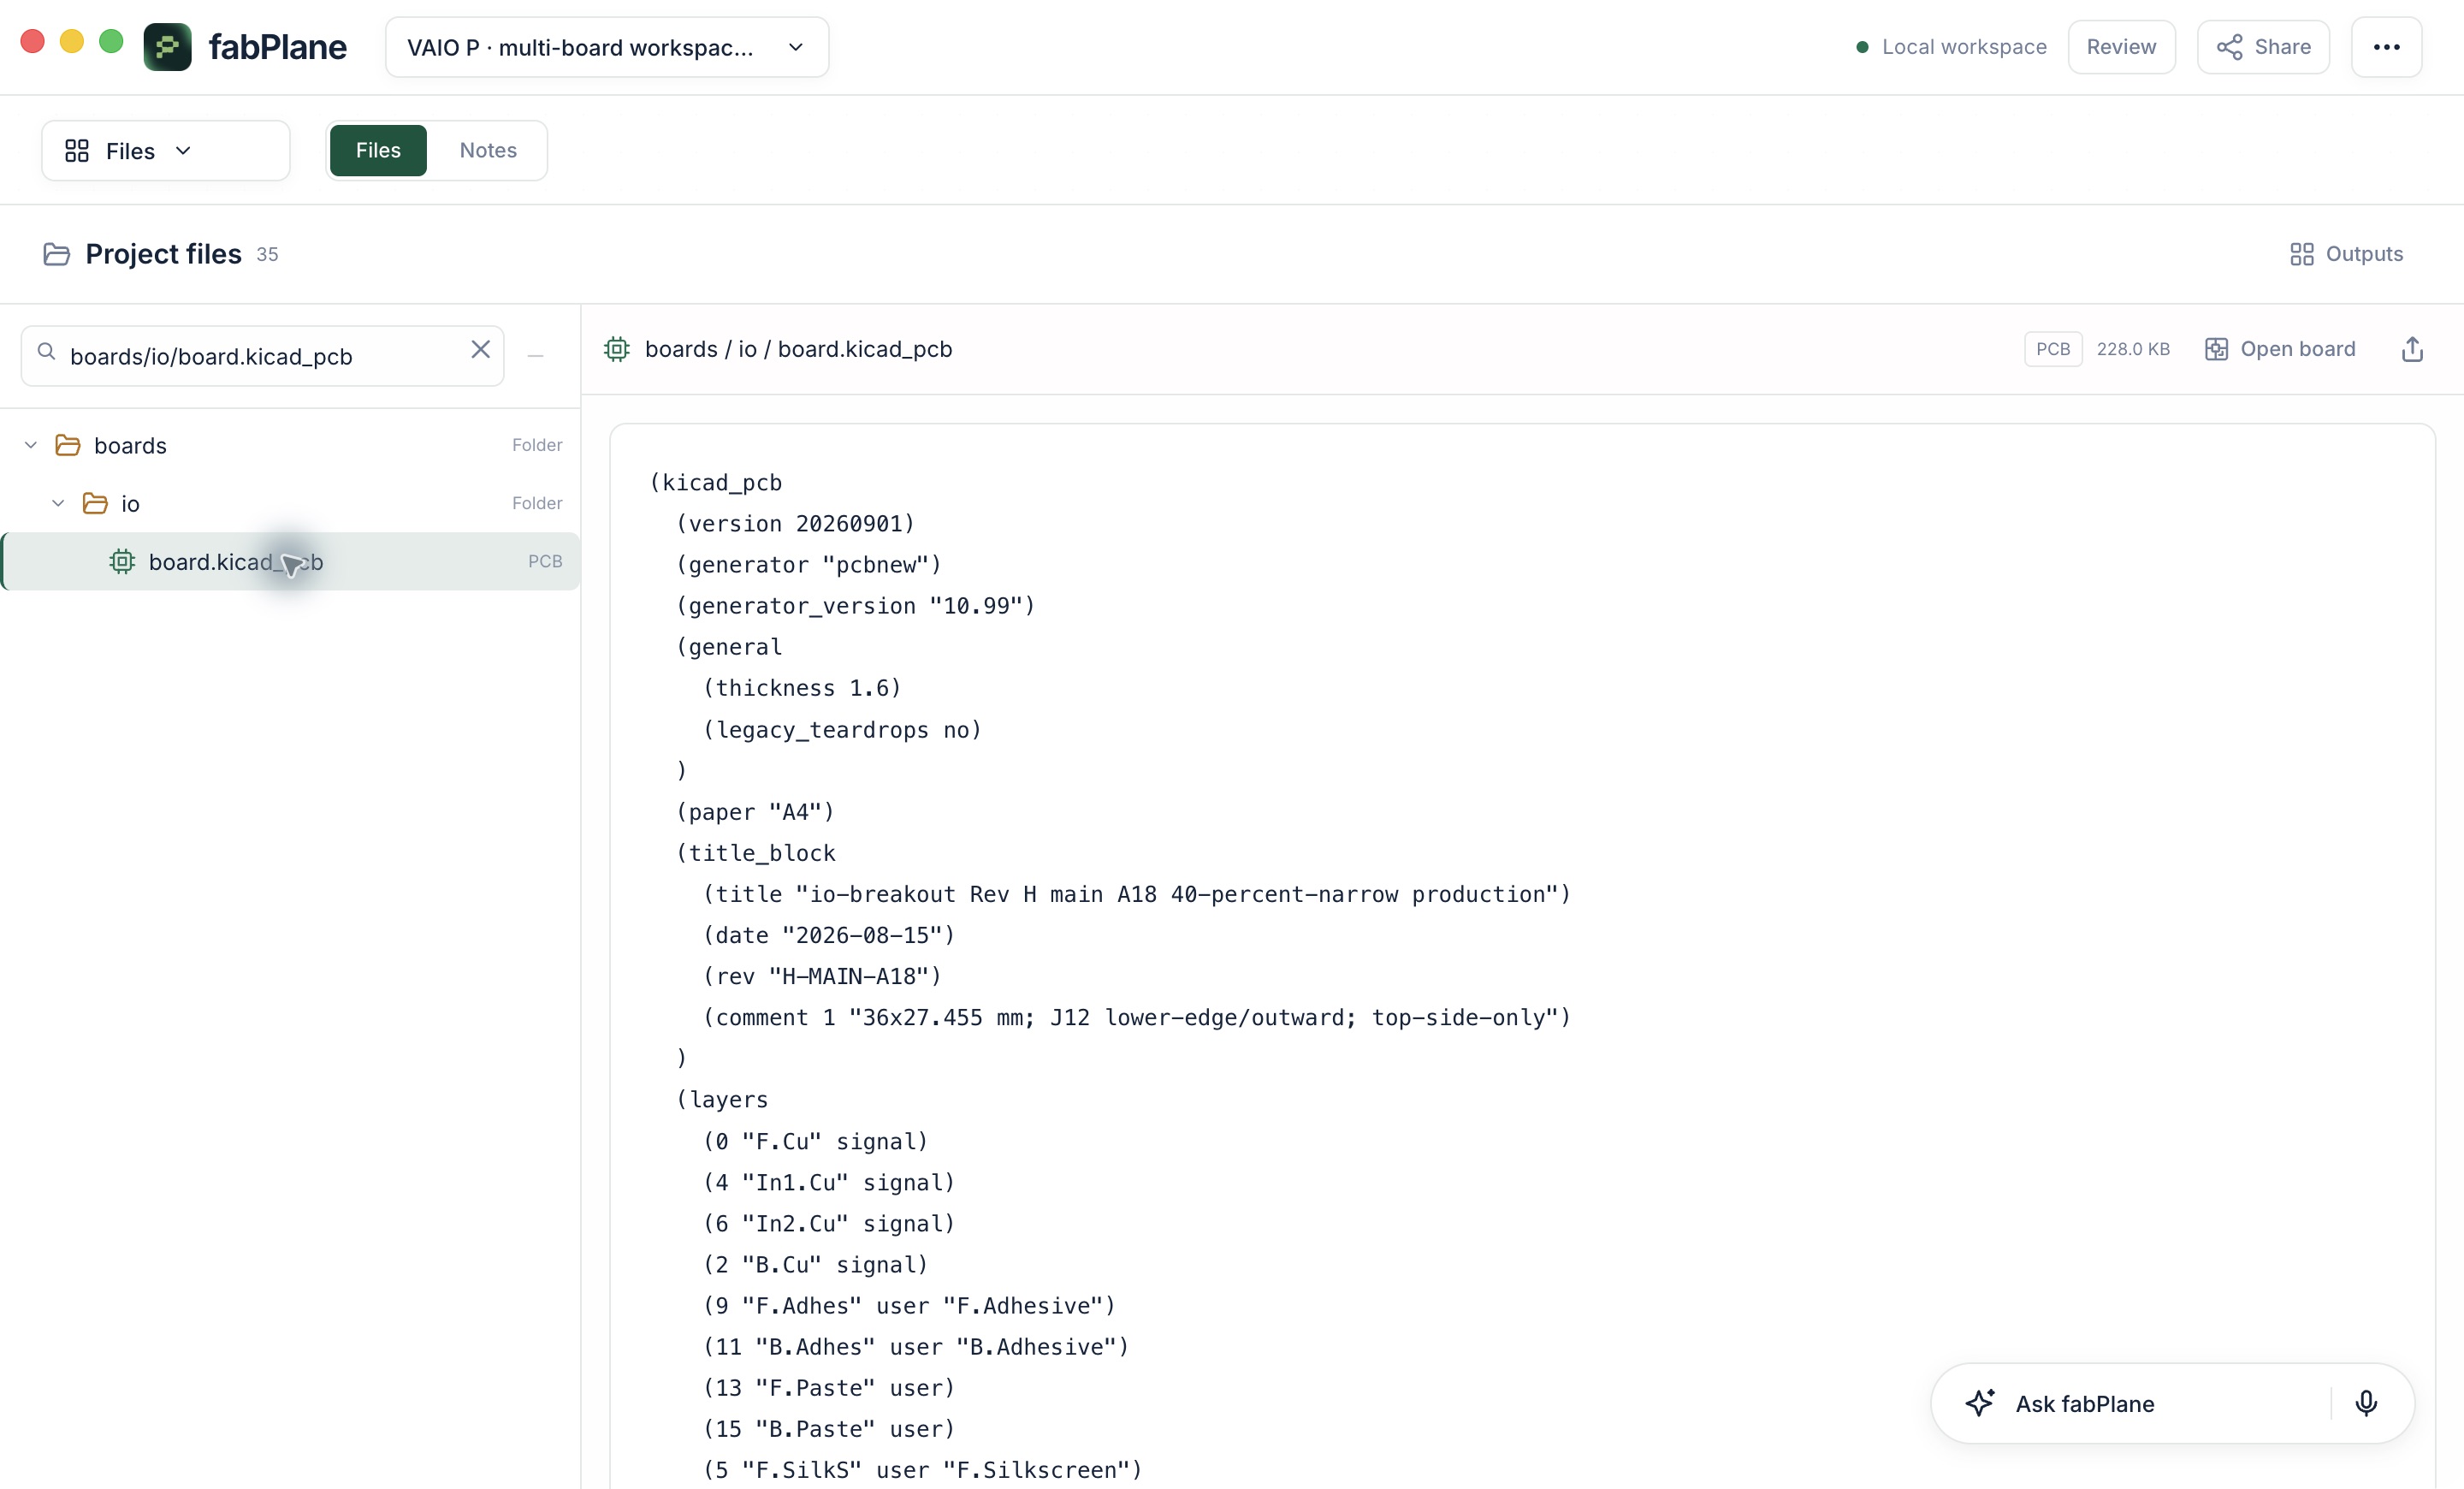 fabPlane
VAIO P · multi-board workspac...
Local workspace
Review
Share
Files
Files
Notes
Project files 35
Outputs
boards/io/board.kicad_pcb
boards / io / board.kicad_pcb
PCB
228.0 KB
Open board
boards Folder
io Folder
board.kicad_pcb PCB
(kicad_pcb
(version 20260901)
(generator "pcbnew")
(generator_version "10.99")
(general
(thickness 1.6)
(legacy_teardrops no)
)
(paper "A4")
(title_block
(title "io-breakout Rev H main A18 40-percent-narrow production")
(date "2026-08-15")
(rev "H-MAIN-A18")
(comment 1 "36x27.455 mm; J12 lower-edge/outward; top-side-only")
)
(layers
(0 "F.Cu" signal)
(4 "In1.Cu" signal)
(6 "In2.Cu" signal)
(2 "B.Cu" signal)
(9 "F.Adhes" user "F.Adhesive")
(11 "B.Adhes" user "B.Adhesive")
(13 "F.Paste" user)
(15 "B.Paste" user)
(5 "F.SilkS" user "F.Silkscreen")
Ask fabPlane